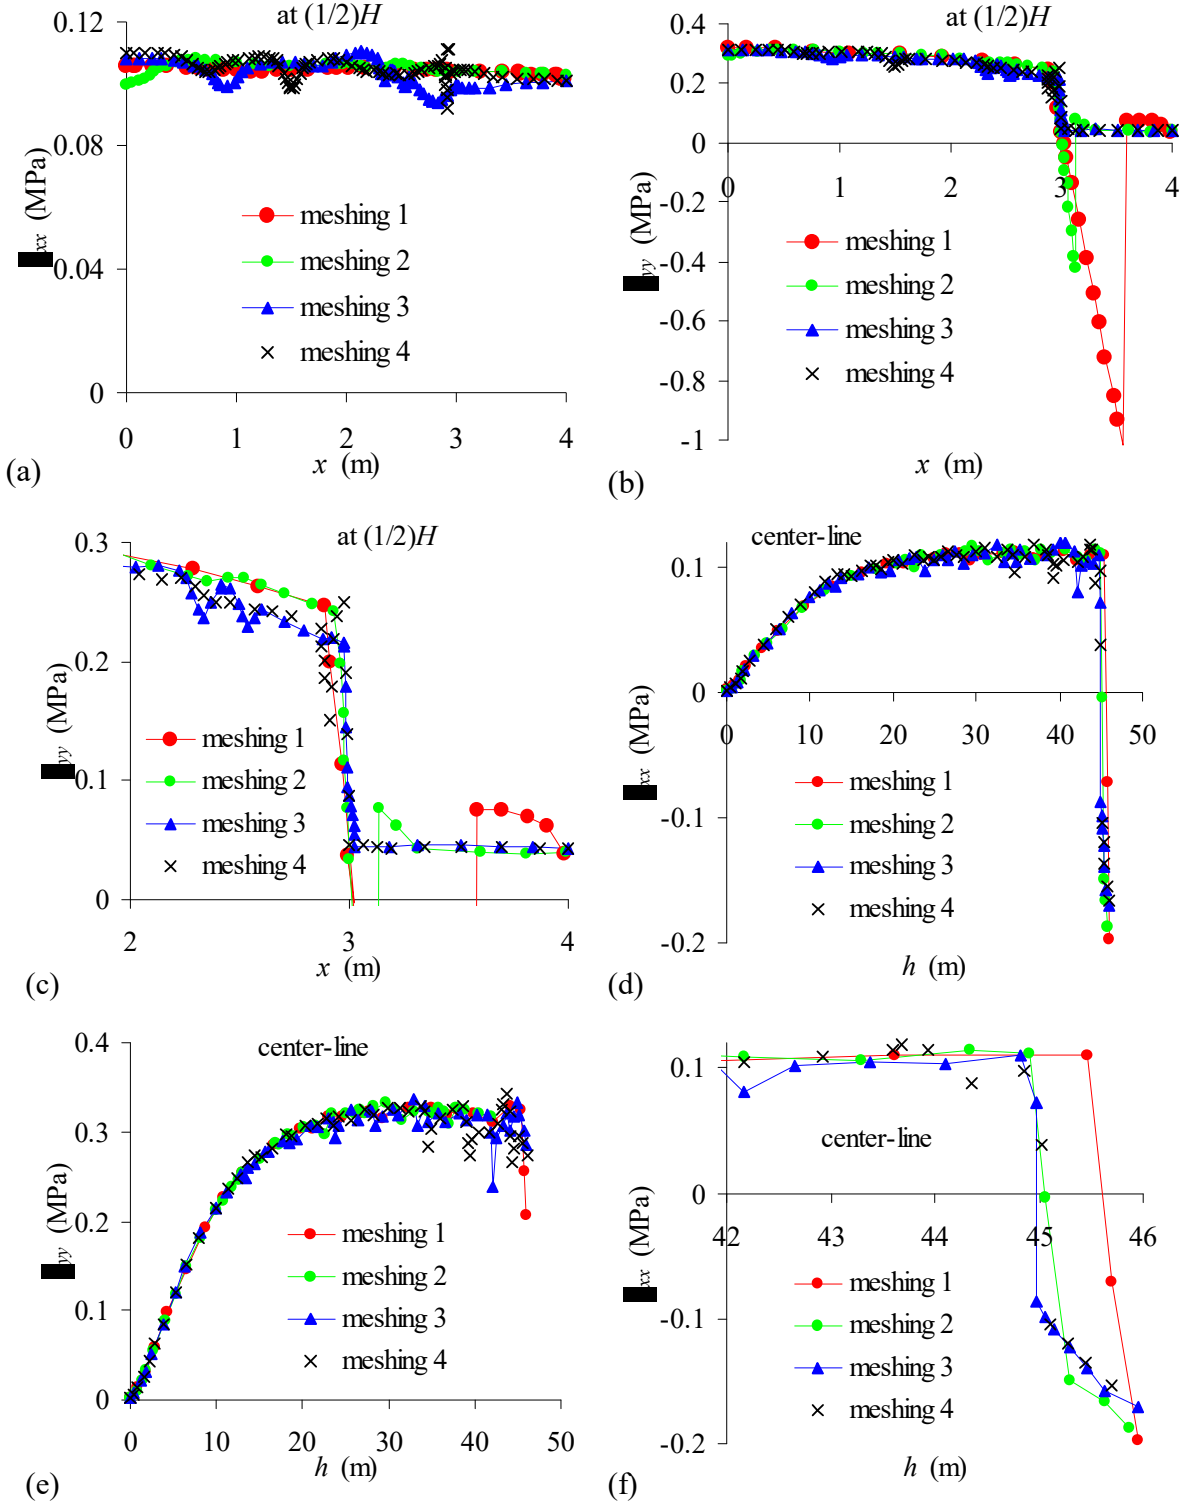 at (1/2)H
0.12
0.08
0.04
0
xx (MPa)
meshing 1
meshing 2
meshing 3
meshing 4
0 1 2 3 4
x (m)
(a)
at (1/2)H
0.4
0.2
0
-0.2
-0.4
-0.6
-0.8
-1
yy (MPa)
0 1 2 3 4
meshing 1
meshing 2
meshing 3
meshing 4
x (m)
(b)
at (1/2)H
0.3
0.2
0.1
0
yy (MPa)
meshing 1
meshing 2
meshing 3
meshing 4
2 3 4
x (m)
(c)
center-line
0.1
0
-0.1
-0.2
xx (MPa)
0 10 20 30 40 50
meshing 1
meshing 2
meshing 3
meshing 4
h (m)
(d)
center-line
0.4
0.3
0.2
0.1
0
yy (MPa)
meshing 1
meshing 2
meshing 3
meshing 4
0 10 20 30 40 50
h (m)
(e)
0.1
0
-0.1
-0.2
center-line
xx (MPa)
42 43 44 45 46
meshing 1
meshing 2
meshing 3
meshing 4
h (m)
(f)